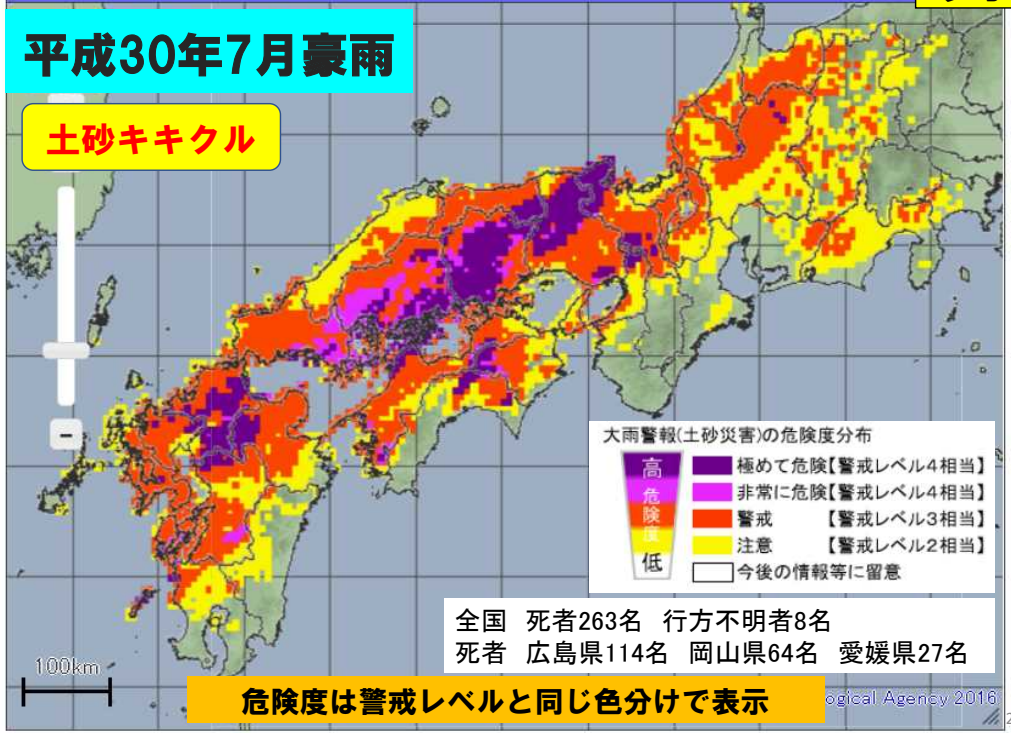 平成30年7月豪雨
土砂キキクル
大雨警報(土砂災害)の危険度分布
高
危険度
低
極めて危険【警戒レベル4相当】
非常に危険【警戒レベル4相当】
警戒 【警戒レベル3相当】
注意 【警戒レベル2相当】
今後の情報等に留意
全国 死者263名 行方不明者8名
死者 広島県114名 岡山県64名 愛媛県27名
100km
危険度は警戒レベルと同じ色分けで表示
ogical Agency 2016
2